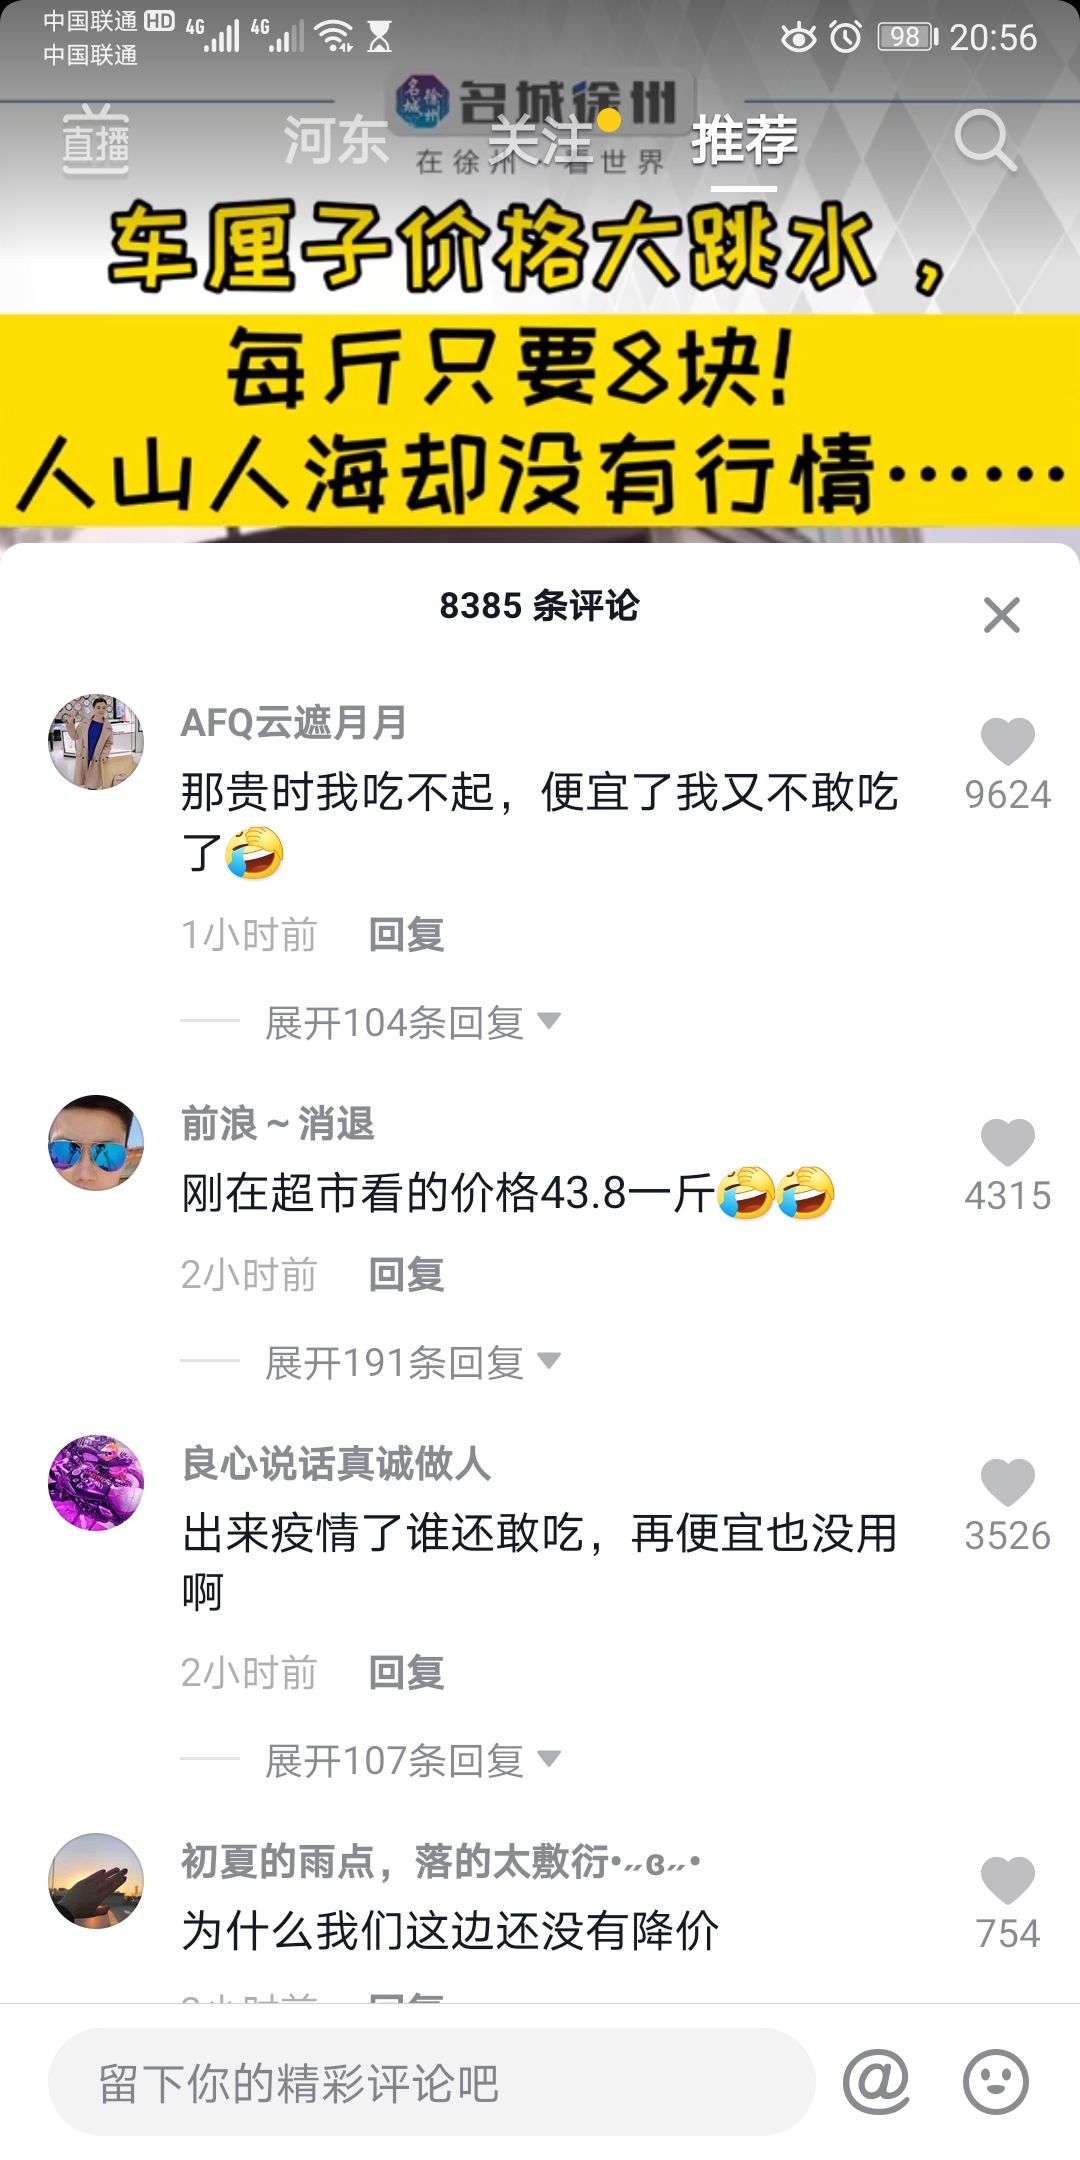 中国联通 HD 4G 4G 98 20:56
中国联通
名城徐州 名城徐州
直播 河东 关注 推荐
在徐州·看世界
车厘子价格大跳水，
每斤只要8块!
人山人海却没有行情……
8385 条评论
AFQ云遮月月
那贵时我吃不起，便宜了我又不敢吃
了🤣
9624
1小时前 回复
展开104条回复
前浪～消退
刚在超市看的价格43.8一斤🤣🤣
4315
2小时前 回复
展开191条回复
良心说话真诚做人
出来疫情了谁还敢吃，再便宜也没用
啊
3526
2小时前 回复
展开107条回复
初夏的雨点，落的太敷衍•˶ɞ˶•
为什么我们这边还没有降价
754
留下你的精彩评论吧 @